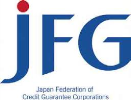 JFG
Japan Federation of
Credit Guarantee Corporations